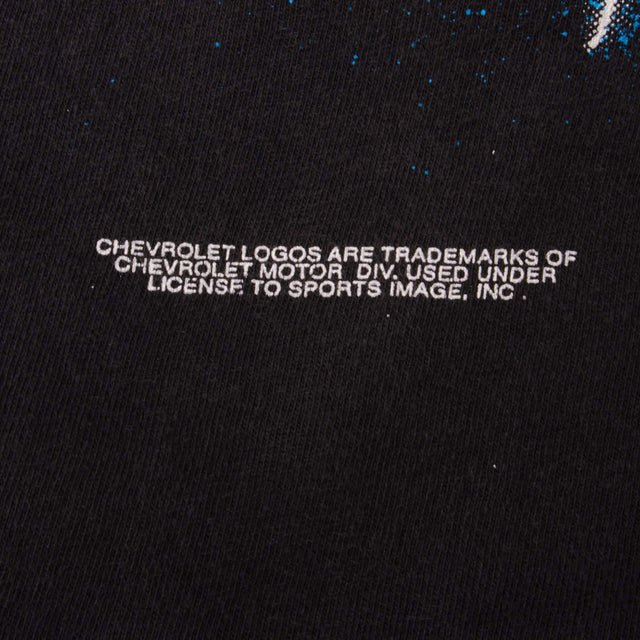 CHEVROLET LOGOS ARE TRADEMARKS OF
CHEVROLET MOTOR DIV. USED UNDER
LICENSE TO SPORTS IMAGE, INC.